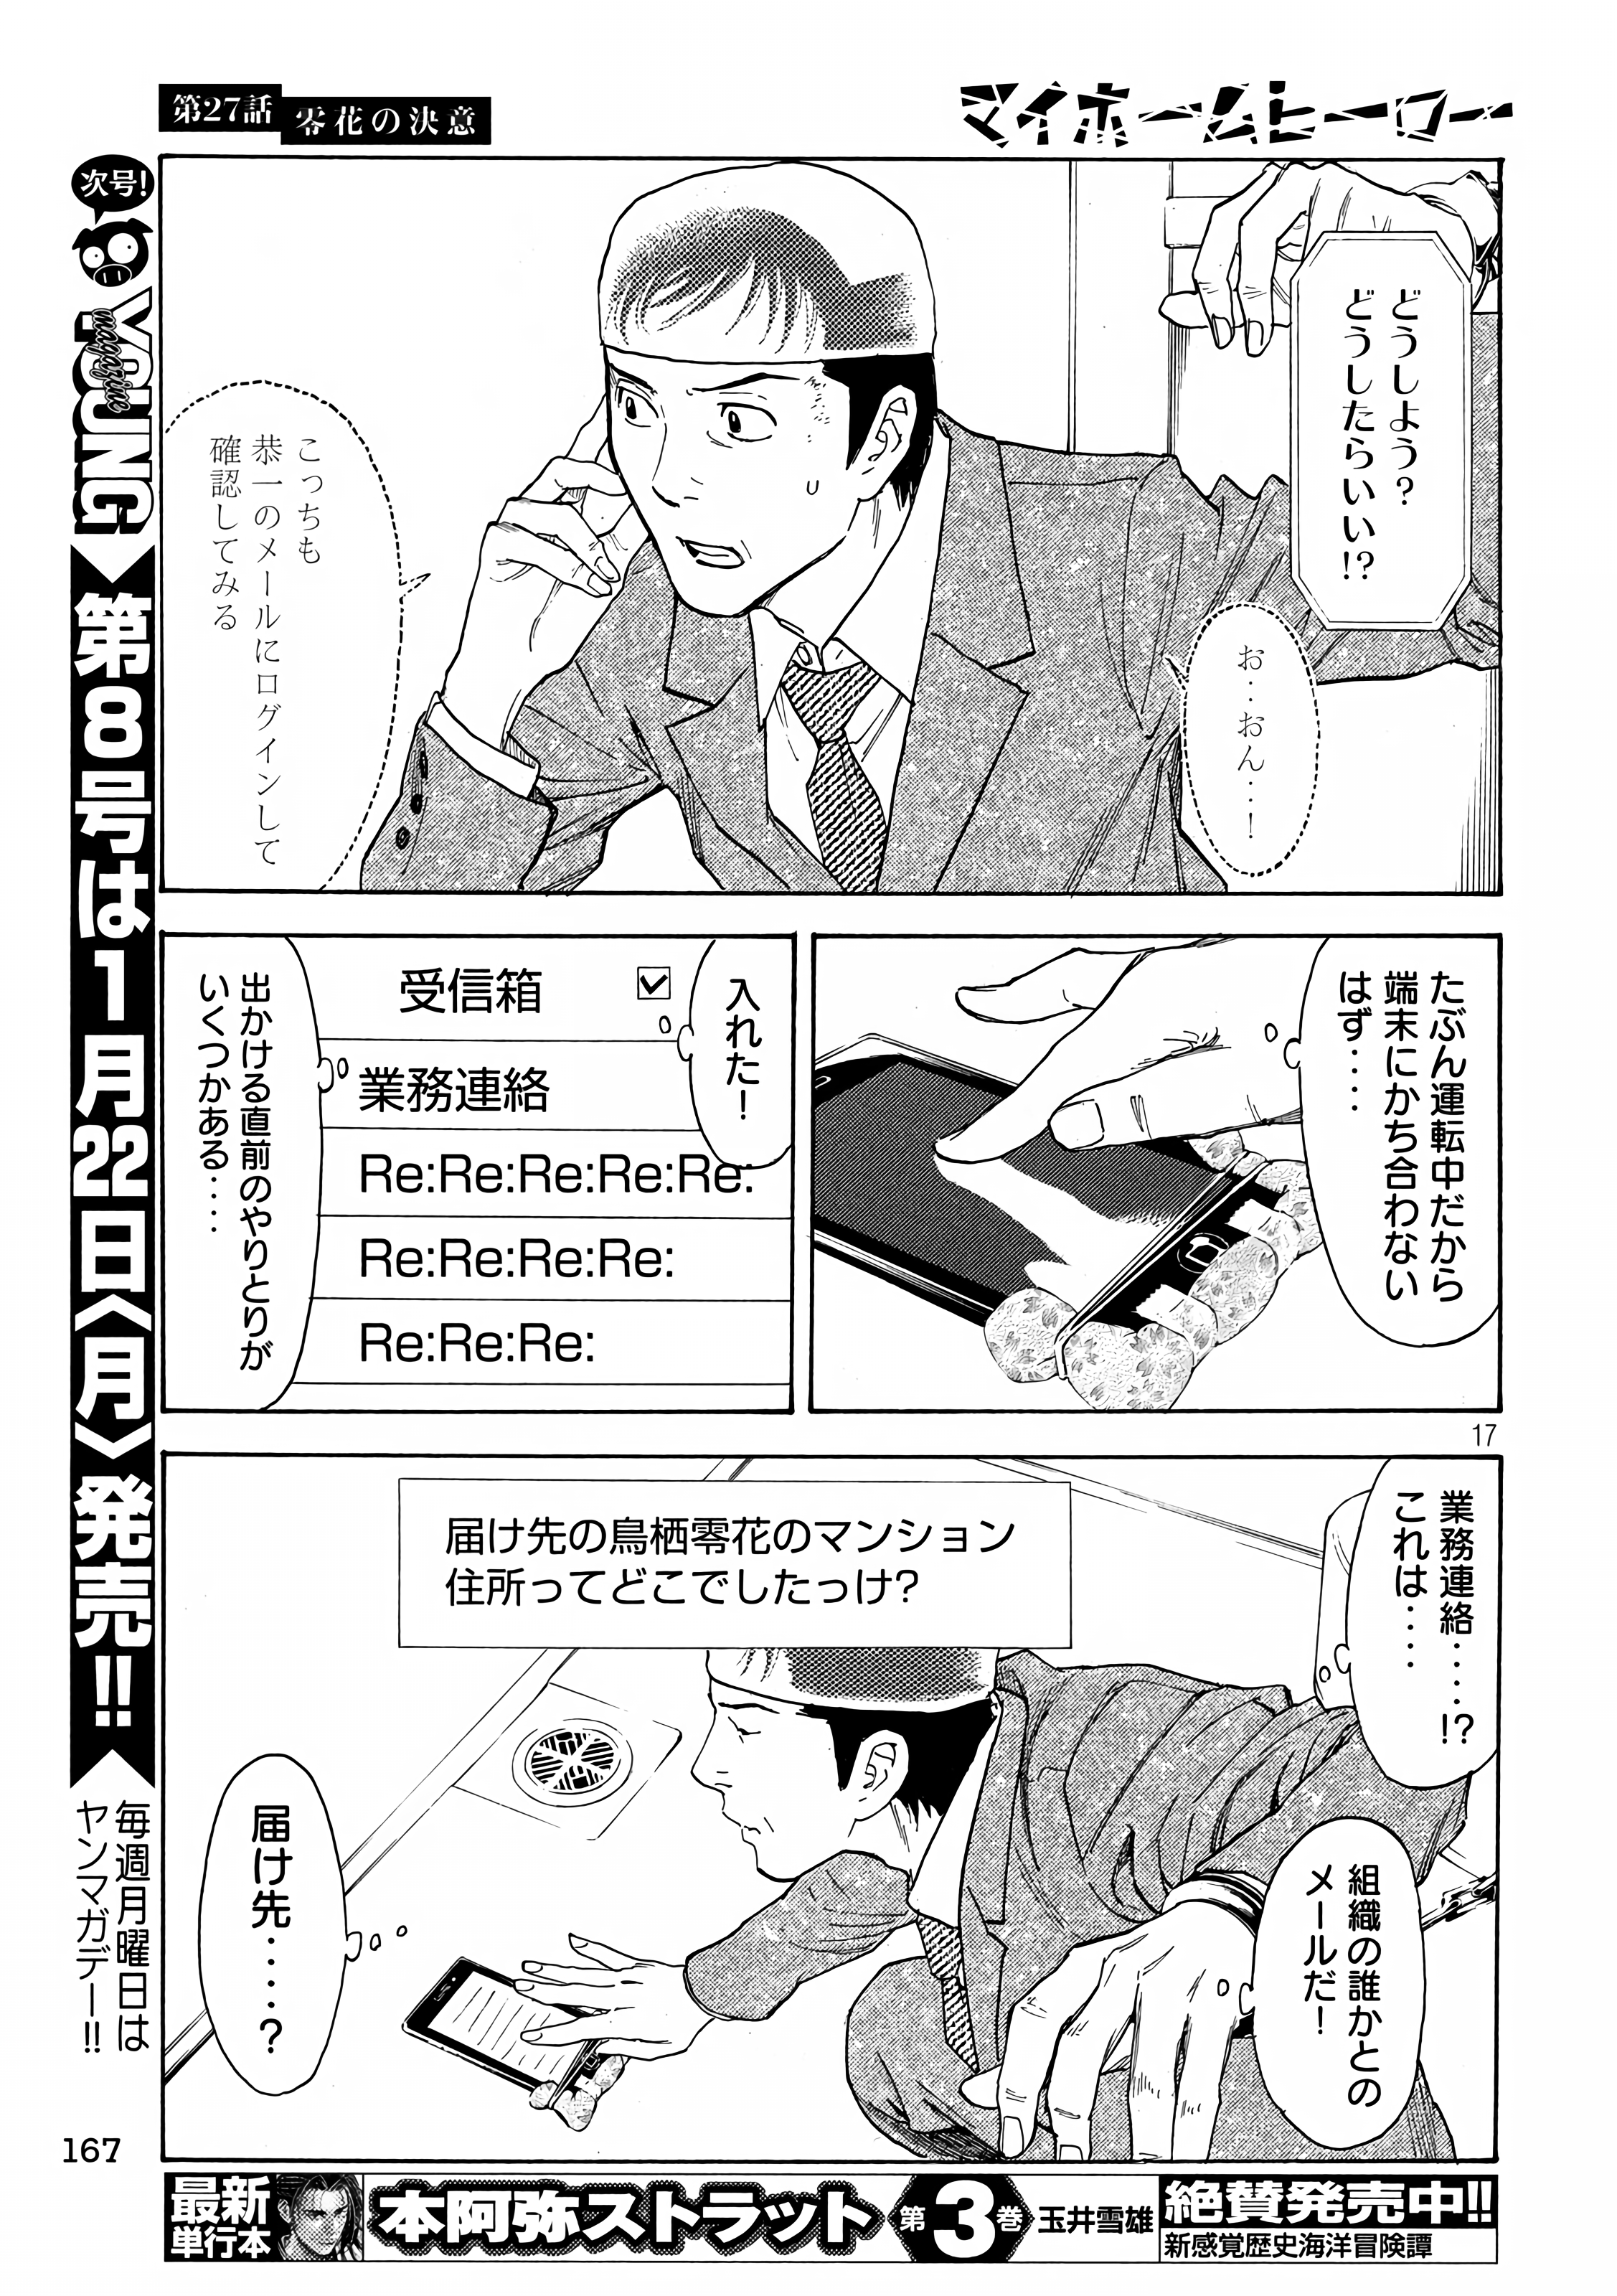 第27話
零花の決意
マイホームヒーロー
どうしよう?
どうしたらいい!?
お‥おん‥!
こっちも
恭一のメールにログインして
確認してみる
たぶん運転中だから
端末にかち合わない
はず‥‥
入れた!
受信箱
業務連絡
Re:Re:Re:Re:Re:
Re:Re:Re:Re:
Re:Re:Re:
出かける直前のやりとりが
いくつかある‥‥
17
業務連絡‥‥!?
これは‥‥
届け先の鳥栖零花のマンション
住所ってどこでしたっけ?
組織の誰かとの
メールだ!
届け先‥‥?
次号!
YOUNG
magazine
第8号は1月22日〈月〉発売!!
毎週月曜日は
ヤンマガデー!!
167
最新
単行本
本阿弥ストラット
第3巻
玉井雪雄
絶賛発売中!!
新感覚歴史海洋冒険譚